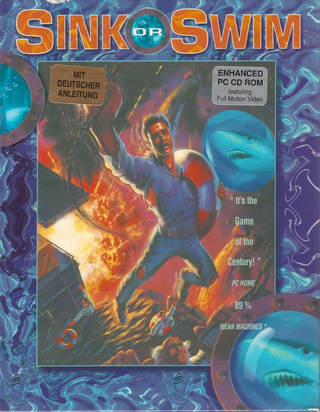 SINK OR SWIM
MIT
DEUTSCHER
ANLEITUNG
ENHANCED
PC CD ROM
featuring
Full Motion Video
" It's the
Game
of the
Century! "
PC HOME
89 %
MEAN MACHINES